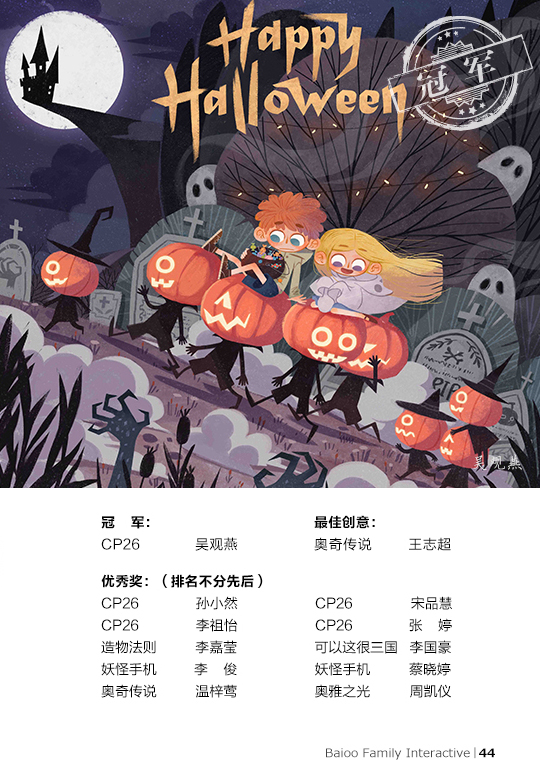 Happy
Halloween
冠军
RIP
吴观燕
冠 军：
CP26 吴观燕
最佳创意：
奥奇传说 王志超
优秀奖：（排名不分先后）
CP26 孙小然 CP26 宋品慧
CP26 李祖怡 CP26 张 婷
造物法则 李嘉莹 可以这很三国 李国豪
妖怪手机 李 俊 妖怪手机 蔡晓婷
奥奇传说 温梓莺 奥雅之光 周凯仪
Baioo Family Interactive | 44